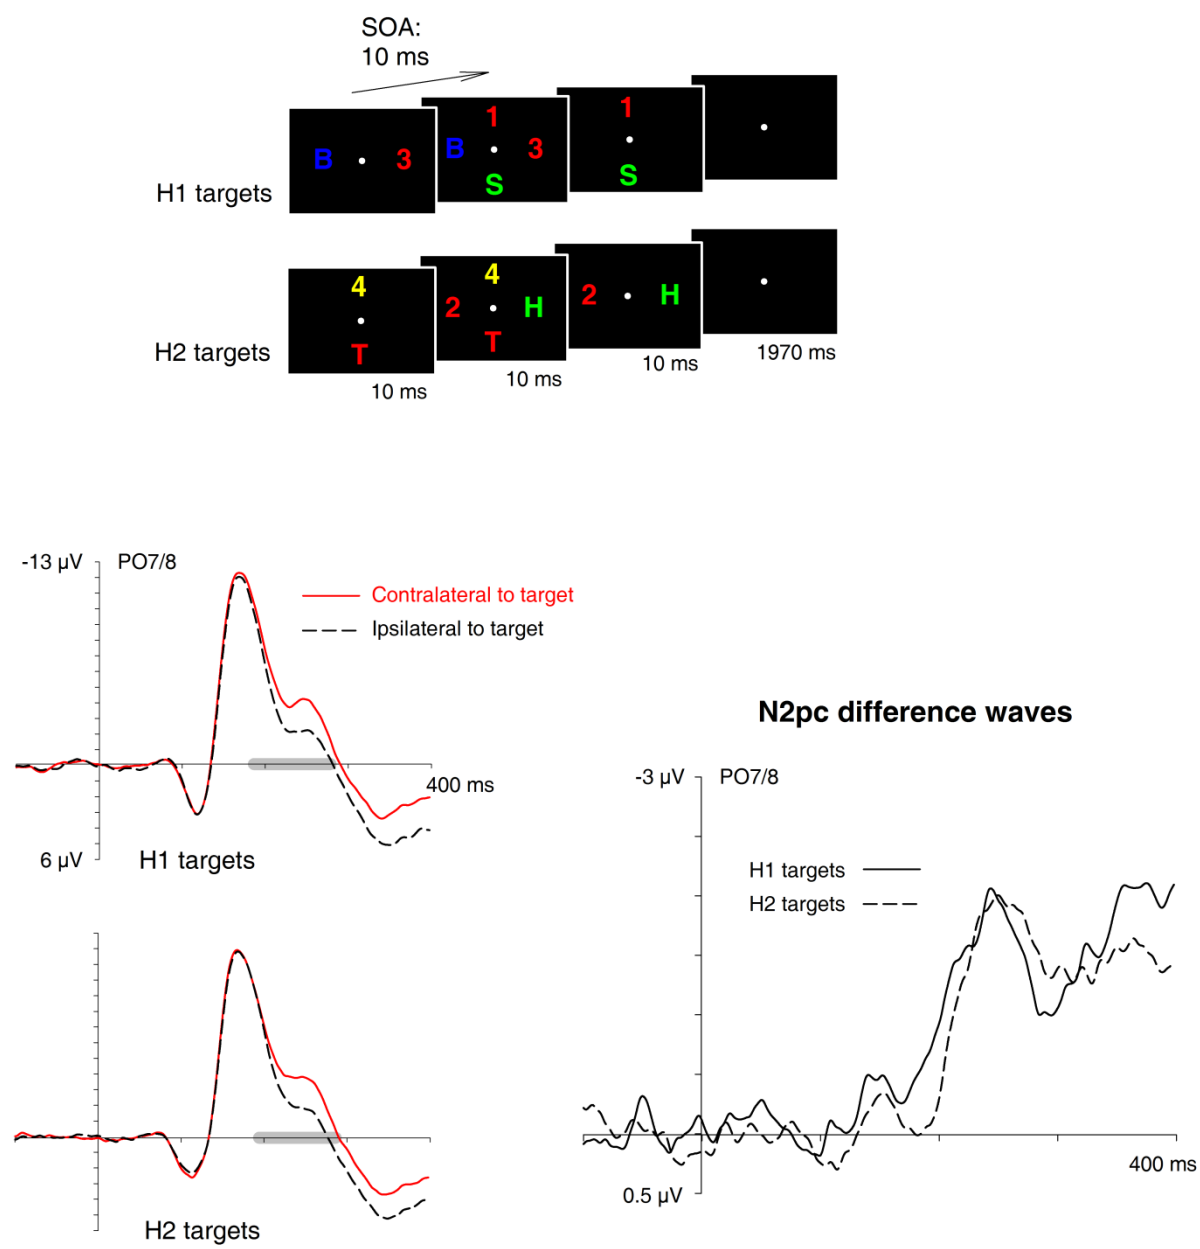 SOA:
10 ms
B 3
1
B 3
S
1
S
H1 targets
4
T
4
2 H
T
2 H
H2 targets
10 ms
10 ms
10 ms
1970 ms
-13 µV
PO7/8
Contralateral to target
Ipsilateral to target
400 ms
6 µV
H1 targets
H2 targets
N2pc difference waves
-3 µV
PO7/8
H1 targets
H2 targets
400 ms
0.5 µV